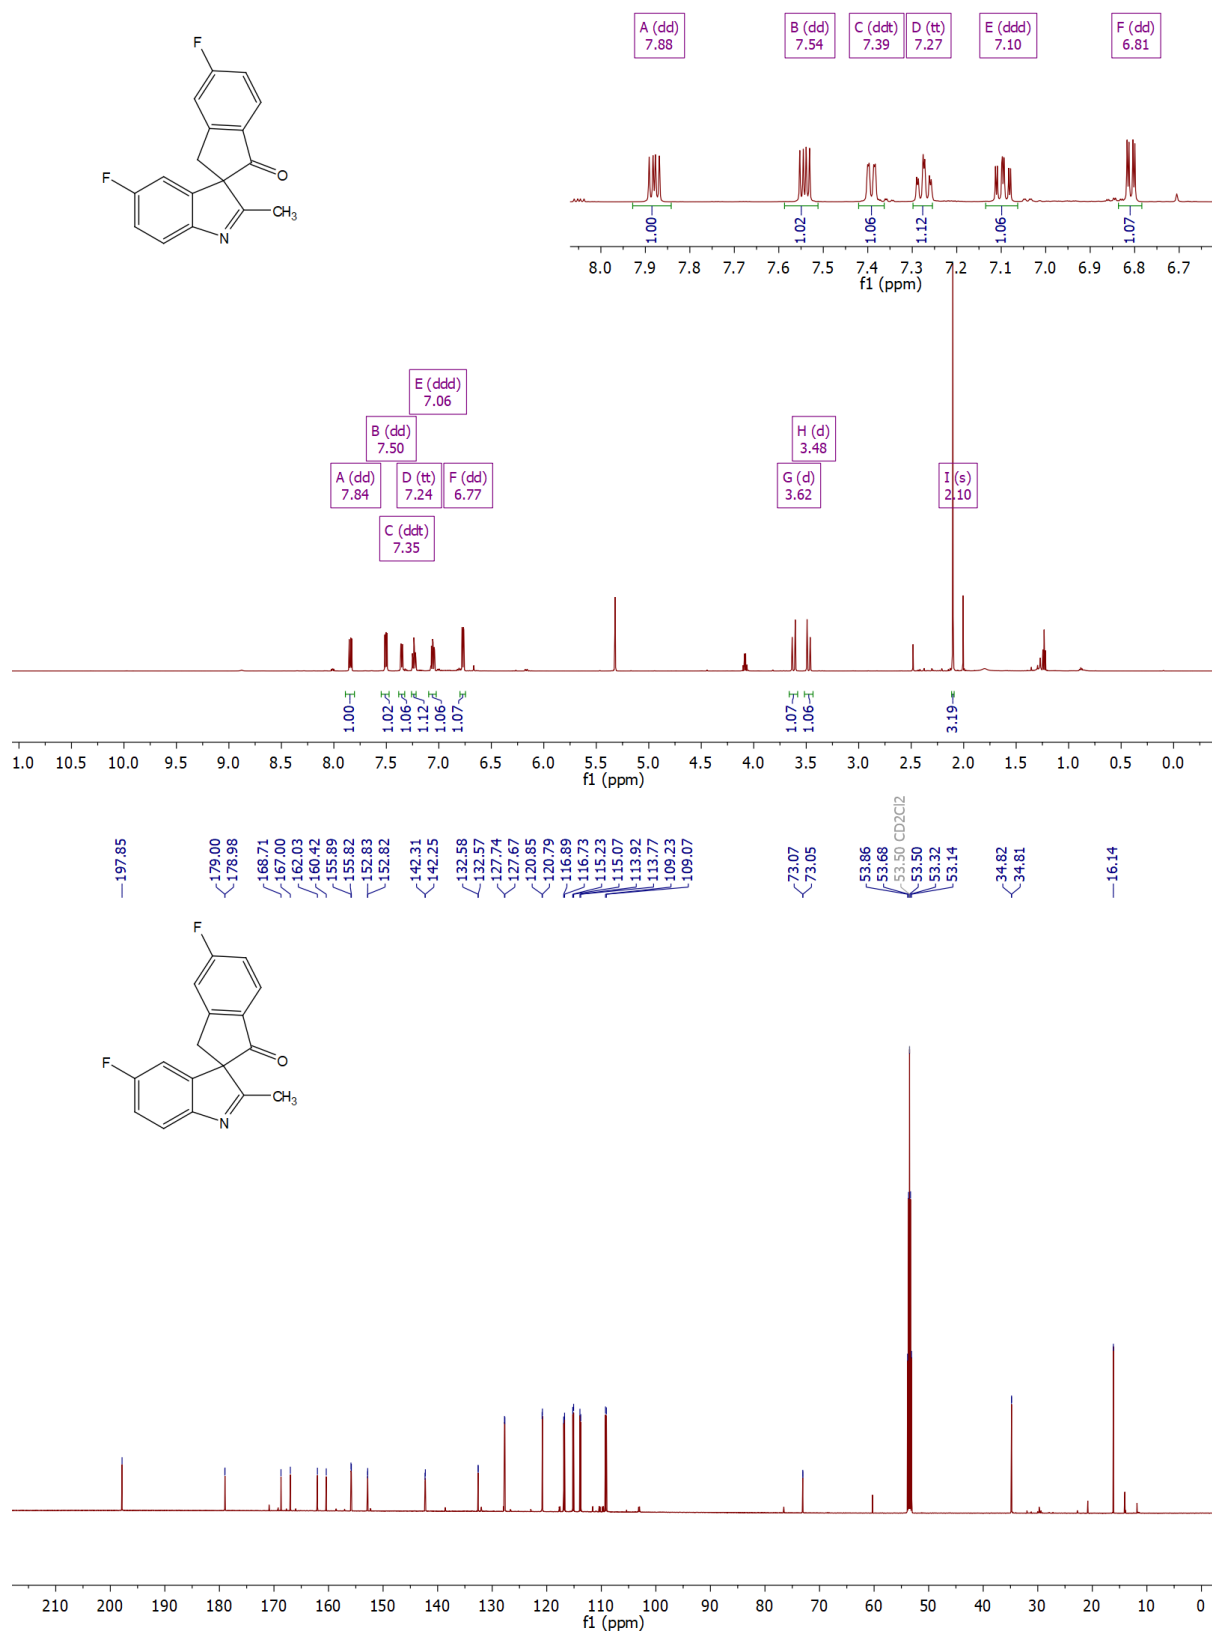 F
F
O
CH3
N
A (dd)
7.88
B (dd)
7.54
C (ddt)
7.39
D (tt)
7.27
E (ddd)
7.10
F (dd)
6.81
1.00
1.02
1.06
1.12
1.06
1.07
8.0 7.9 7.8 7.7 7.6 7.5 7.4 7.3 7.2 7.1 7.0 6.9 6.8 6.7
f1 (ppm)
E (ddd)
7.06
B (dd)
7.50
H (d)
3.48
A (dd)
7.84
D (tt)
7.24
F (dd)
6.77
G (d)
3.62
I (s)
2.10
C (ddt)
7.35
1.00
1.02
1.06
1.12
1.06
1.07
1.07
1.06
3.19
1.0 10.5 10.0 9.5 9.0 8.5 8.0 7.5 7.0 6.5 6.0 5.5 5.0 4.5 4.0 3.5 3.0 2.5 2.0 1.5 1.0 0.5 0.0
f1 (ppm)
197.85
179.00
178.98
168.71
167.00
162.03
160.42
155.89
155.82
152.83
152.82
142.31
142.25
132.58
132.57
127.74
127.67
120.85
120.79
116.89
116.73
115.23
115.07
113.92
113.77
109.23
109.07
73.07
73.05
53.86
53.68
53.50 CD2Cl2
53.50
53.32
53.14
34.82
34.81
16.14
F
F
O
CH3
N
210 200 190 180 170 160 150 140 130 120 110 100 90 80 70 60 50 40 30 20 10 0
f1 (ppm)